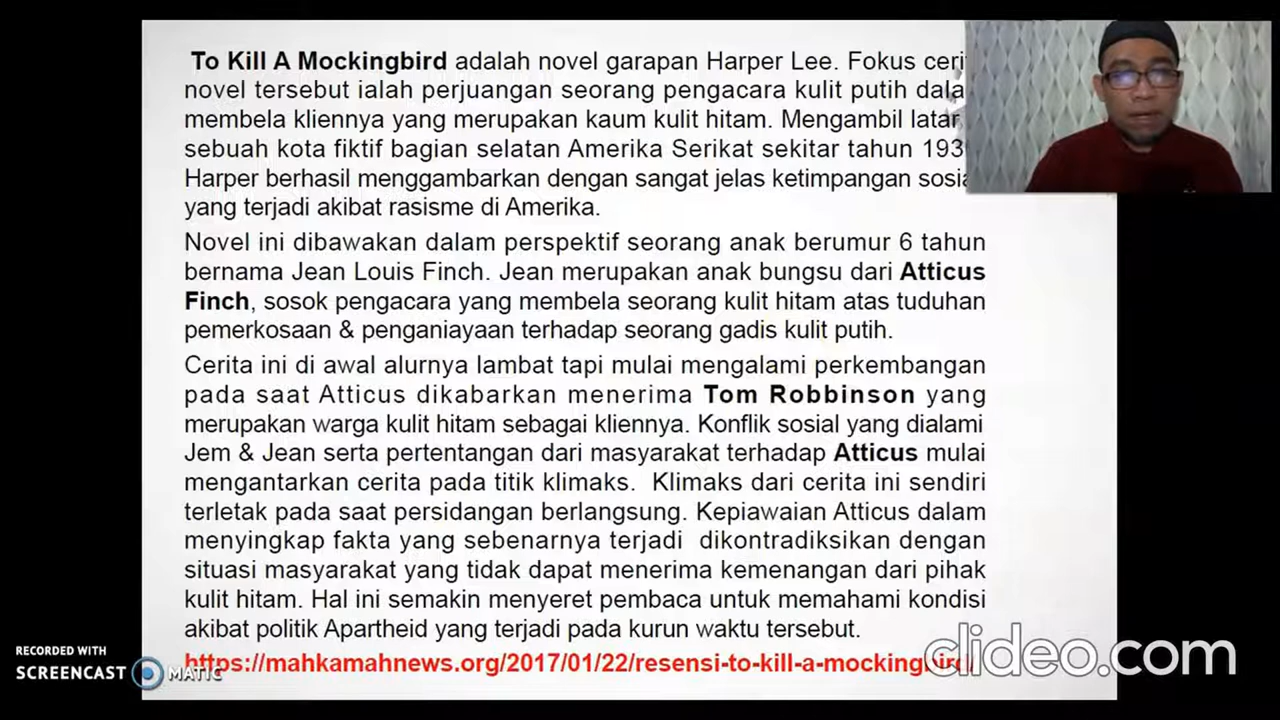 To Kill A Mockingbird adalah novel garapan Harper Lee. Fokus ceri
novel tersebut ialah perjuangan seorang pengacara kulit putih dala
membela kliennya yang merupakan kaum kulit hitam. Mengambil latar
sebuah kota fiktif bagian selatan Amerika Serikat sekitar tahun 193
Harper berhasil menggambarkan dengan sangat jelas ketimpangan sosia
yang terjadi akibat rasisme di Amerika.
Novel ini dibawakan dalam perspektif seorang anak berumur 6 tahun
bernama Jean Louis Finch. Jean merupakan anak bungsu dari Atticus
Finch, sosok pengacara yang membela seorang kulit hitam atas tuduhan
pemerkosaan & penganiayaan terhadap seorang gadis kulit putih.
Cerita ini di awal alurnya lambat tapi mulai mengalami perkembangan
pada saat Atticus dikabarkan menerima Tom Robbinson yang
merupakan warga kulit hitam sebagai kliennya. Konflik sosial yang dialami
Jem & Jean serta pertentangan dari masyarakat terhadap Atticus mulai
mengantarkan cerita pada titik klimaks. Klimaks dari cerita ini sendiri
terletak pada saat persidangan berlangsung. Kepiawaian Atticus dalam
menyingkap fakta yang sebenarnya terjadi dikontradiksikan dengan
situasi masyarakat yang tidak dapat menerima kemenangan dari pihak
kulit hitam. Hal ini semakin menyeret pembaca untuk memahami kondisi
akibat politik Apartheid yang terjadi pada kurun waktu tersebut.
https://mahkamahnews.org/2017/01/22/resensi-to-kill-a-mockingbird/
RECORDED WITH
SCREENCAST MATIC
clideo.com